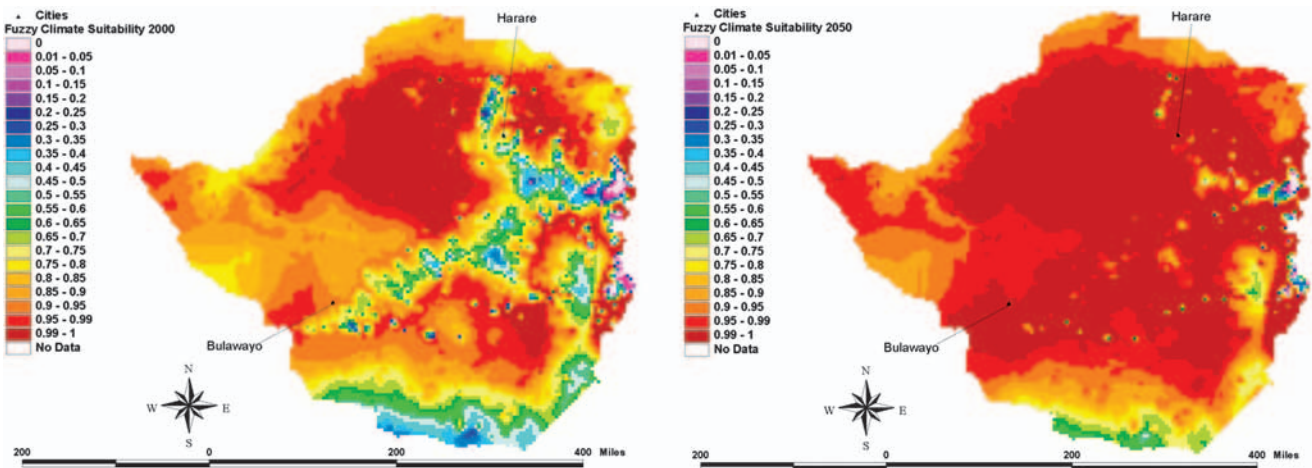 Cities
Fuzzy Climate Suitability 2000
0
0.01 - 0.05
0.05 - 0.1
0.1 - 0.15
0.15 - 0.2
0.2 - 0.25
0.25 - 0.3
0.3 - 0.35
0.35 - 0.4
0.4 - 0.45
0.45 - 0.5
0.5 - 0.55
0.55 - 0.6
0.6 - 0.65
0.65 - 0.7
0.7 - 0.75
0.75 - 0.8
0.8 - 0.85
0.85 - 0.9
0.9 - 0.95
0.95 - 0.99
0.99 - 1
No Data
Harare
Bulawayo
N
W E
S
200 0 200 400 Miles
Cities
Fuzzy Climate Suitability 2050
0
0.01 - 0.05
0.05 - 0.1
0.1 - 0.15
0.15 - 0.2
0.2 - 0.25
0.25 - 0.3
0.3 - 0.35
0.35 - 0.4
0.4 - 0.45
0.45 - 0.5
0.5 - 0.55
0.55 - 0.6
0.6 - 0.65
0.65 - 0.7
0.7 - 0.75
0.75 - 0.8
0.8 - 0.85
0.85 - 0.9
0.9 - 0.95
0.95 - 0.99
0.99 - 1
No Data
Harare
Bulawayo
N
W E
S
200 0 200 400 Miles